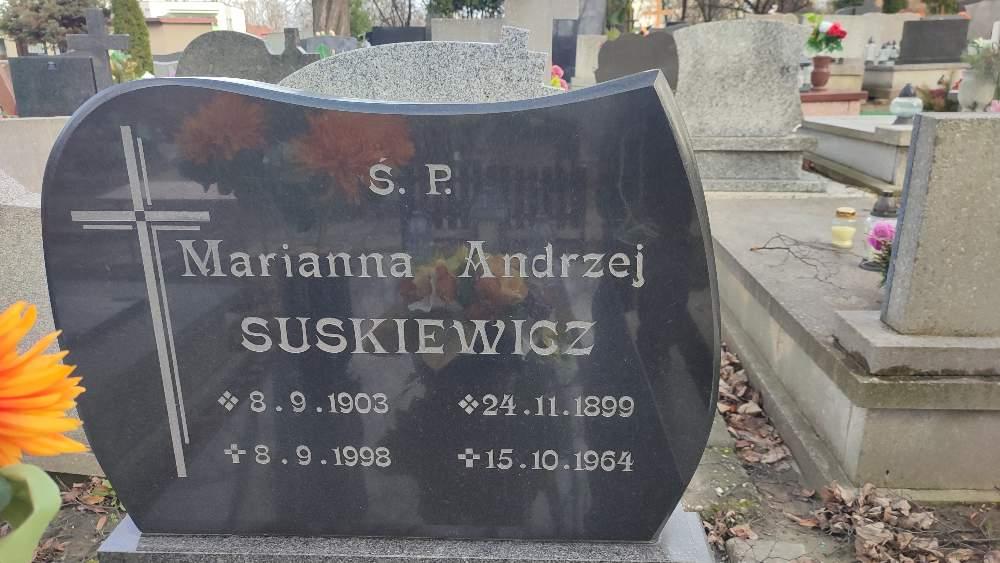 Ś. P.
Marianna Andrzej
SUSKIEWICZ
8.9.1903 24.11.1899
8.9.1998 15.10.1964